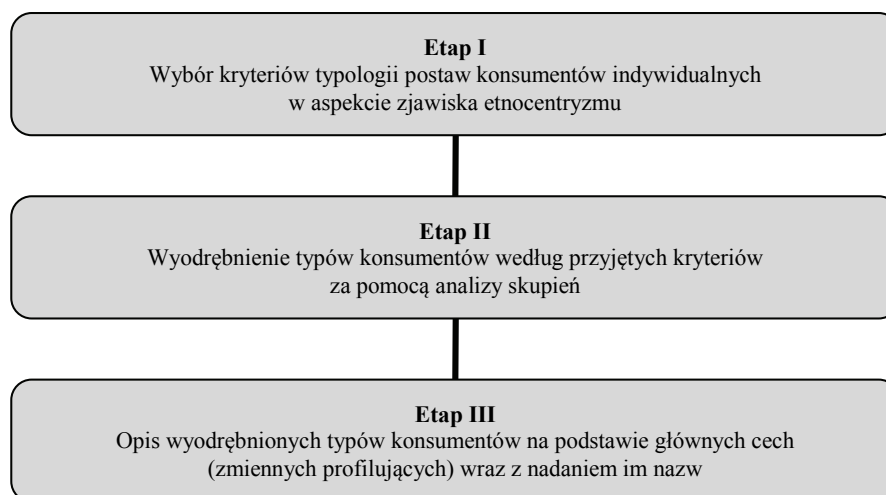 Etap I
Wybór kryteriów typologii postaw konsumentów indywidualnych
w aspekcie zjawiska etnocentryzmu
Etap II
Wyodrębnienie typów konsumentów według przyjętych kryteriów
za pomocą analizy skupień
Etap III
Opis wyodrębnionych typów konsumentów na podstawie głównych cech
(zmiennych profilujących) wraz z nadaniem im nazw